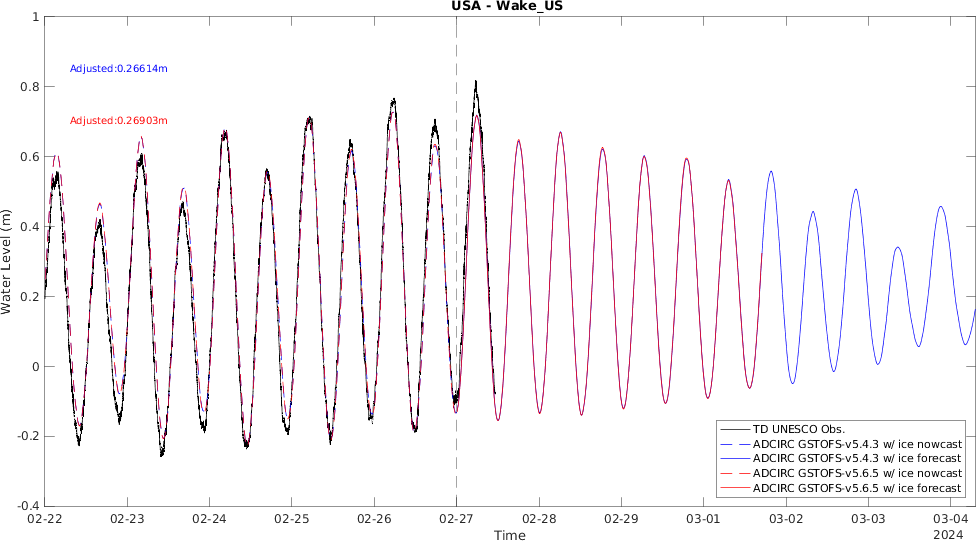 USA - Wake_US
1
0.8
0.6
0.4
0.2
0
-0.2
-0.4
Water Level (m)
Adjusted:0.26614m
Adjusted:0.26903m
TD UNESCO Obs.
ADCIRC GSTOFS-v5.4.3 w/ ice nowcast
ADCIRC GSTOFS-v5.4.3 w/ ice forecast
ADCIRC GSTOFS-v5.6.5 w/ ice nowcast
ADCIRC GSTOFS-v5.6.5 w/ ice forecast
02-22 02-23 02-24 02-25 02-26 02-27 02-28 02-29 03-01 03-02 03-03 03-04
Time
2024